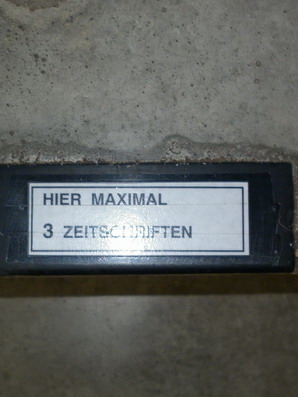 HIER MAXIMAL
3 ZEITSCHRIFTEN